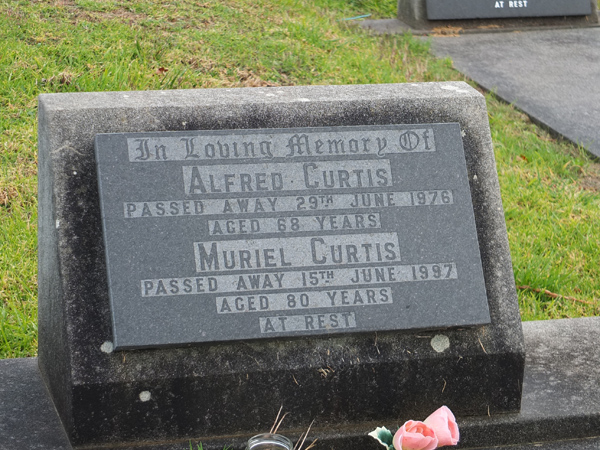 AT REST
In Loving Memory Of
ALFRED CURTIS
PASSED AWAY 29TH JUNE 1976
AGED 68 YEARS
MURIEL CURTIS
PASSED AWAY 15TH JUNE 1997
AGED 80 YEARS
AT REST